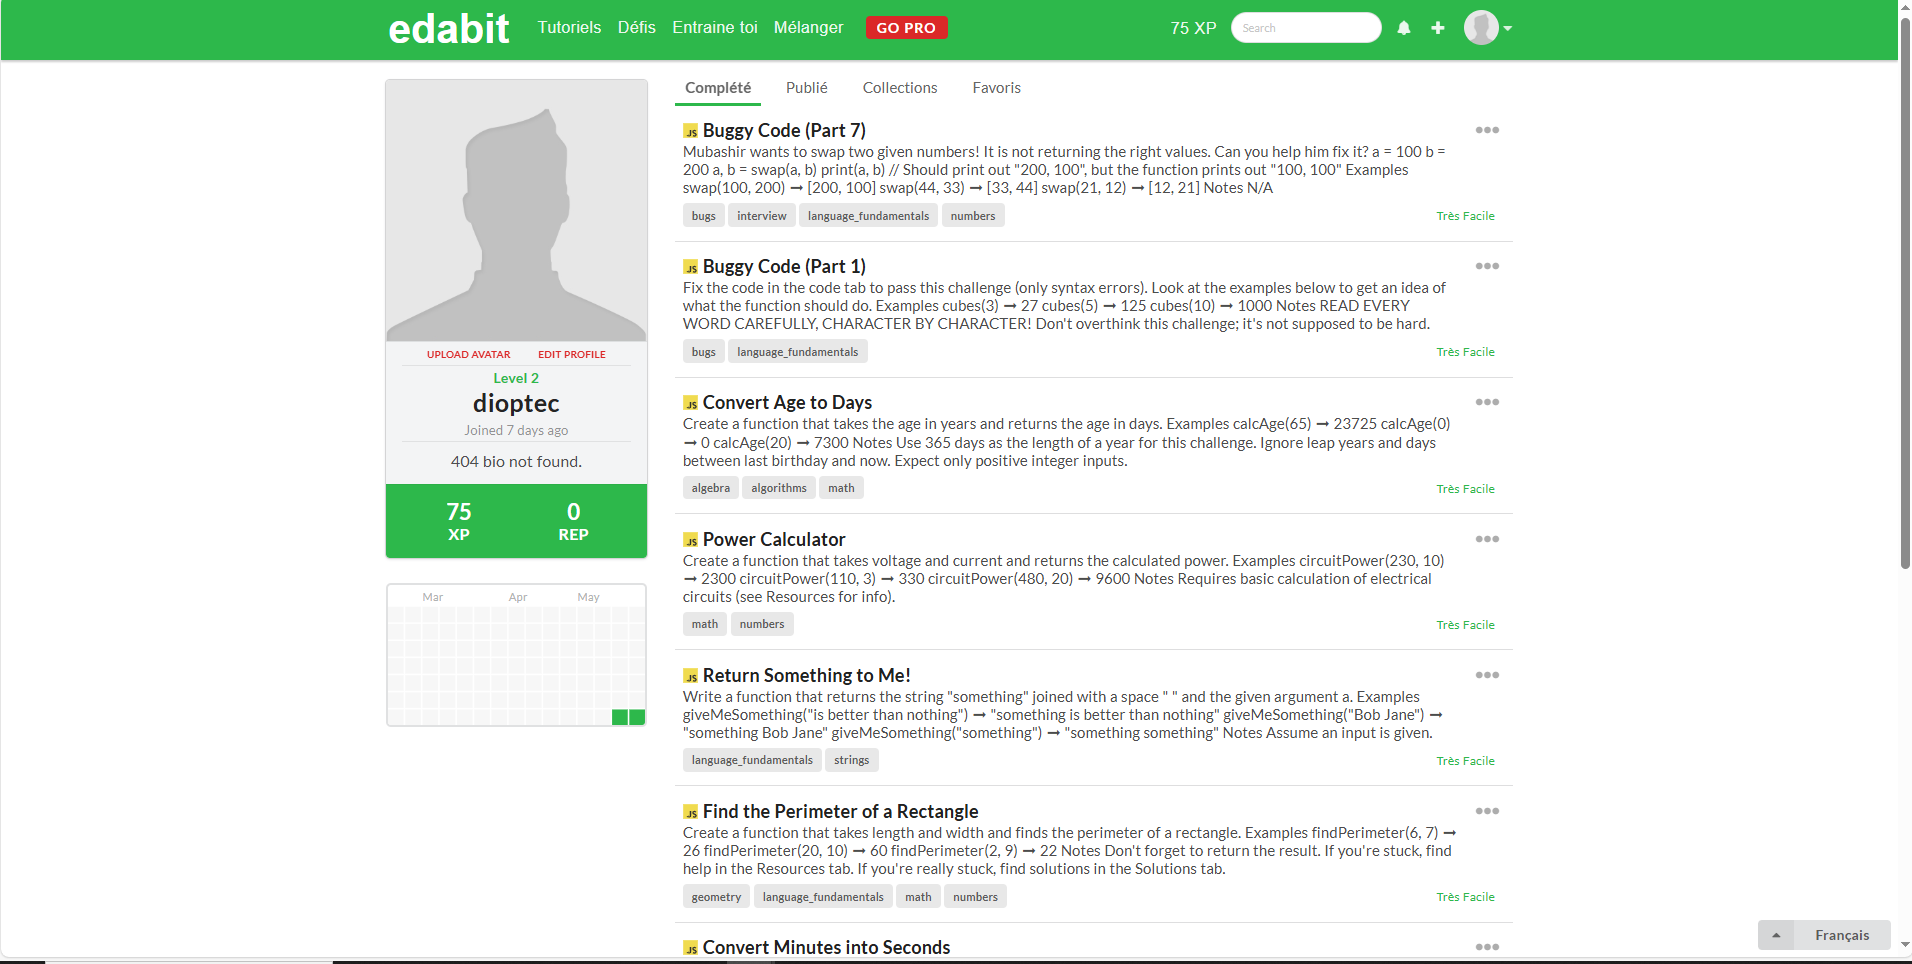 edabit Tutoriels Défis Entraine toi Mélanger GO PRO 75 XP Search
UPLOAD AVATAR EDIT PROFILE
Level 2
dioptec
Joined 7 days ago
404 bio not found.
75 0
XP REP
Mar Apr May
Complété Publié Collections Favoris
JS Buggy Code (Part 7)
Mubashir wants to swap two given numbers! It is not returning the right values. Can you help him fix it? a = 100 b =
200 a, b = swap(a, b) print(a, b) // Should print out "200, 100", but the function prints out "100, 100" Examples
swap(100, 200) ➞ [200, 100] swap(44, 33) ➞ [33, 44] swap(21, 12) ➞ [12, 21] Notes N/A
bugs interview language_fundamentals numbers Très Facile
JS Buggy Code (Part 1)
Fix the code in the code tab to pass this challenge (only syntax errors). Look at the examples below to get an idea of
what the function should do. Examples cubes(3) ➞ 27 cubes(5) ➞ 125 cubes(10) ➞ 1000 Notes READ EVERY
WORD CAREFULLY, CHARACTER BY CHARACTER! Don't overthink this challenge; it's not supposed to be hard.
bugs language_fundamentals Très Facile
JS Convert Age to Days
Create a function that takes the age in years and returns the age in days. Examples calcAge(65) ➞ 23725 calcAge(0)
➞ 0 calcAge(20) ➞ 7300 Notes Use 365 days as the length of a year for this challenge. Ignore leap years and days
between last birthday and now. Expect only positive integer inputs.
algebra algorithms math Très Facile
JS Power Calculator
Create a function that takes voltage and current and returns the calculated power. Examples circuitPower(230, 10)
➞ 2300 circuitPower(110, 3) ➞ 330 circuitPower(480, 20) ➞ 9600 Notes Requires basic calculation of electrical
circuits (see Resources for info).
math numbers Très Facile
JS Return Something to Me!
Write a function that returns the string "something" joined with a space " " and the given argument a. Examples
giveMeSomething("is better than nothing") ➞ "something is better than nothing" giveMeSomething("Bob Jane") ➞
"something Bob Jane" giveMeSomething("something") ➞ "something something" Notes Assume an input is given.
language_fundamentals strings Très Facile
JS Find the Perimeter of a Rectangle
Create a function that takes length and width and finds the perimeter of a rectangle. Examples findPerimeter(6, 7) ➞
26 findPerimeter(20, 10) ➞ 60 findPerimeter(2, 9) ➞ 22 Notes Don't forget to return the result. If you're stuck, find
help in the Resources tab. If you're really stuck, find solutions in the Solutions tab.
geometry language_fundamentals math numbers Très Facile
JS Convert Minutes into Seconds
Français